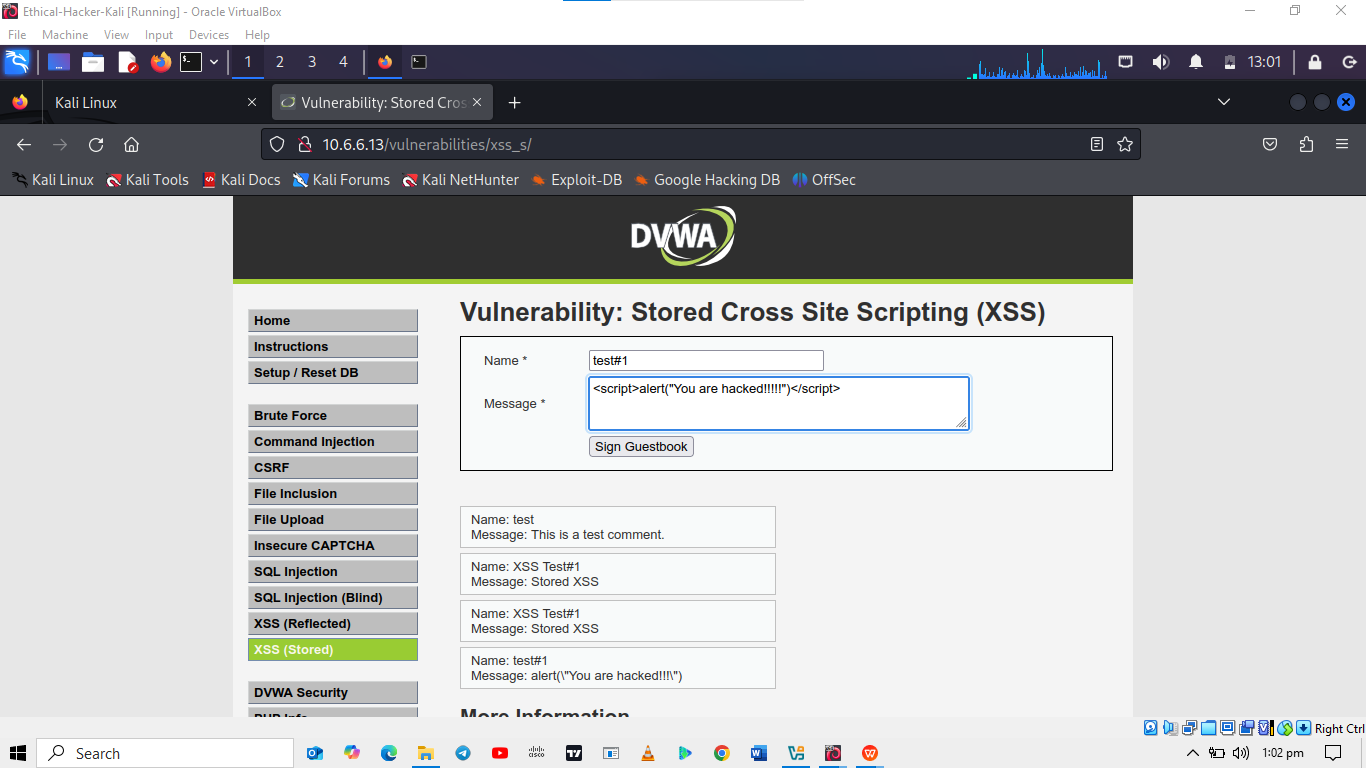 Ethical-Hacker-Kali [Running] - Oracle VirtualBox
File Machine View Input Devices Help
1 2 3 4 13:01
Kali Linux Vulnerability: Stored Cros
10.6.6.13/vulnerabilities/xss_s/
Kali Linux Kali Tools Kali Docs Kali Forums Kali NetHunter Exploit-DB Google Hacking DB OffSec
DVWA
Vulnerability: Stored Cross Site Scripting (XSS)
Home
Instructions
Setup / Reset DB
Brute Force
Command Injection
CSRF
File Inclusion
File Upload
Insecure CAPTCHA
SQL Injection
SQL Injection (Blind)
XSS (Reflected)
XSS (Stored)
DVWA Security
PHP Info
Name * test#1
Message * <script>alert("You are hacked!!!!!")</script>
Sign Guestbook
Name: test
Message: This is a test comment.
Name: XSS Test#1
Message: Stored XSS
Name: XSS Test#1
Message: Stored XSS
Name: test#1
Message: alert(\"You are hacked!!!\")
More Information
Right Ctrl
Search
1:02 pm